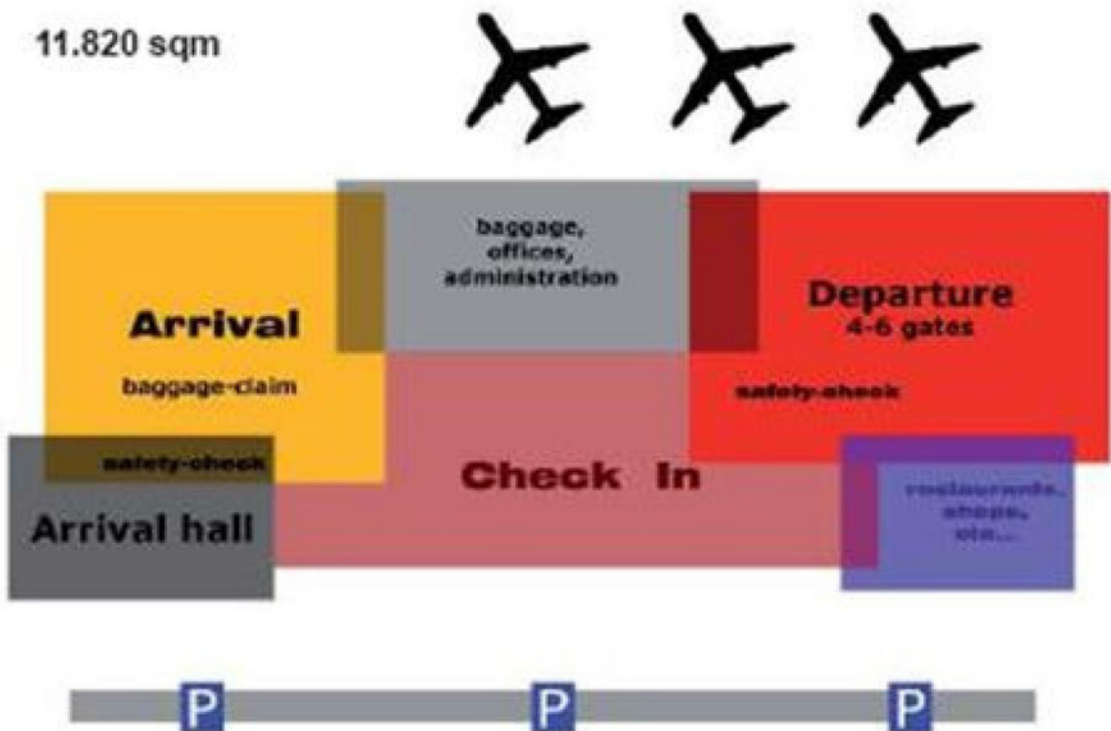 11.820 sqm
baggage,
offices,
administration
Arrival
baggage-claim
safety-check
Arrival hall
Check In
Departure
4-6 gates
safety-check
restaurants,
shops,
etc...
P
P
P